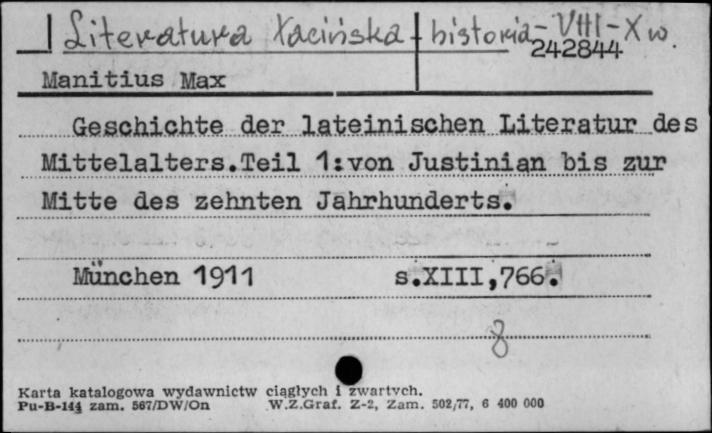 Literatura łacińska - historia - VIII - X w.
242844
Manitius Max
Geschichte der lateinischen Literatur des
Mittelalters.Teil 1:von Justinian bis zur
Mitte des zehnten Jahrhunderts.
München 1911 s.XIII,766.
8
Karta katalogowa wydawnictw ciągłych i zwartych.
Pu-B-144 zam. 567/DW/On W.Z.Graf. Z-2, Zam. 502/77, 6 400 000